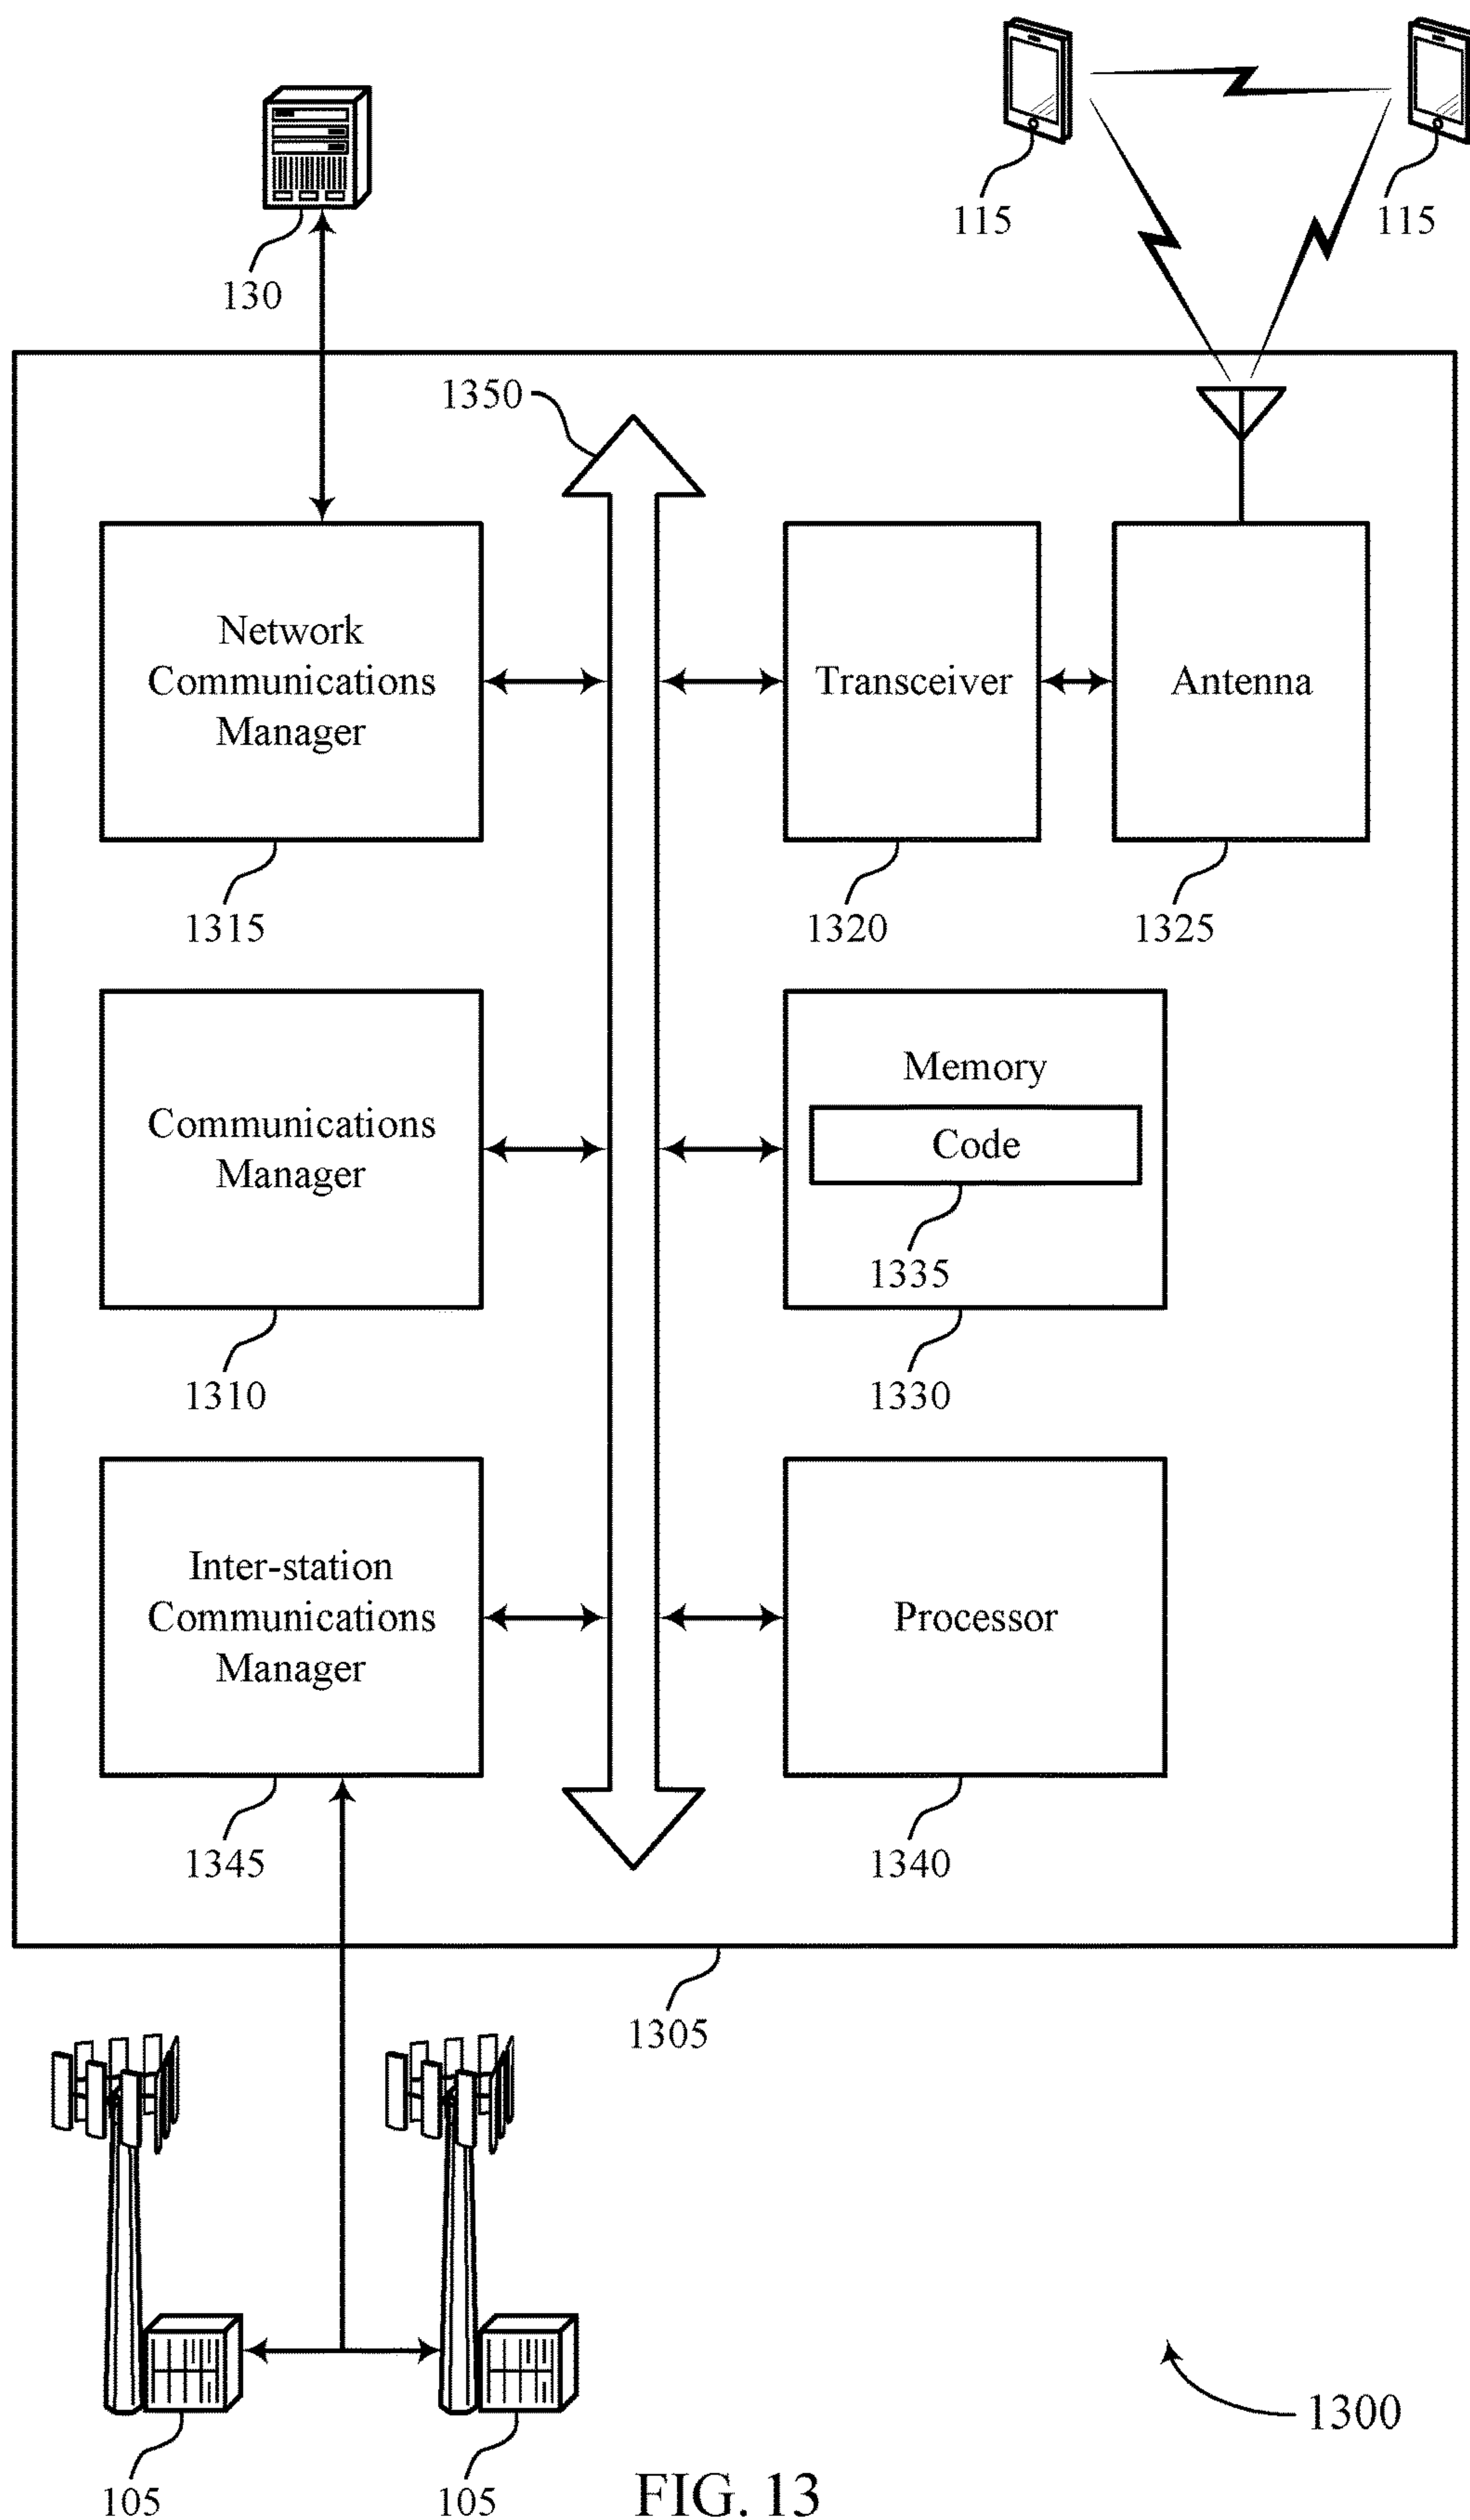 115
115
130
1350
Network
Communications
Manager
Transceiver
Antenna
1315
1320
1325
Communications
Manager
Memory
Code
1335
1310
1330
Inter-station
Communications
Manager
Processor
1345
1340
1305
1300
105
105
FIG. 13